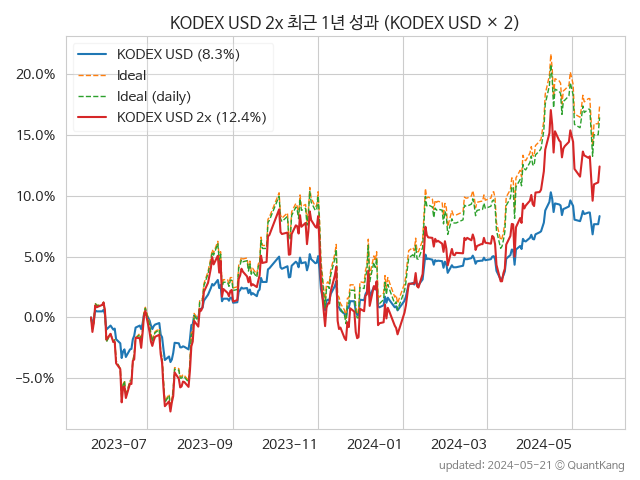 KODEX USD 2x 최근 1년 성과 (KODEX USD × 2)
KODEX USD (8.3%)
Ideal
Ideal (daily)
KODEX USD 2x (12.4%)
20.0%
15.0%
10.0%
5.0%
0.0%
−5.0%
2023-07 2023-09 2023-11 2024-01 2024-03 2024-05
updated: 2024-05-21 © QuantKang